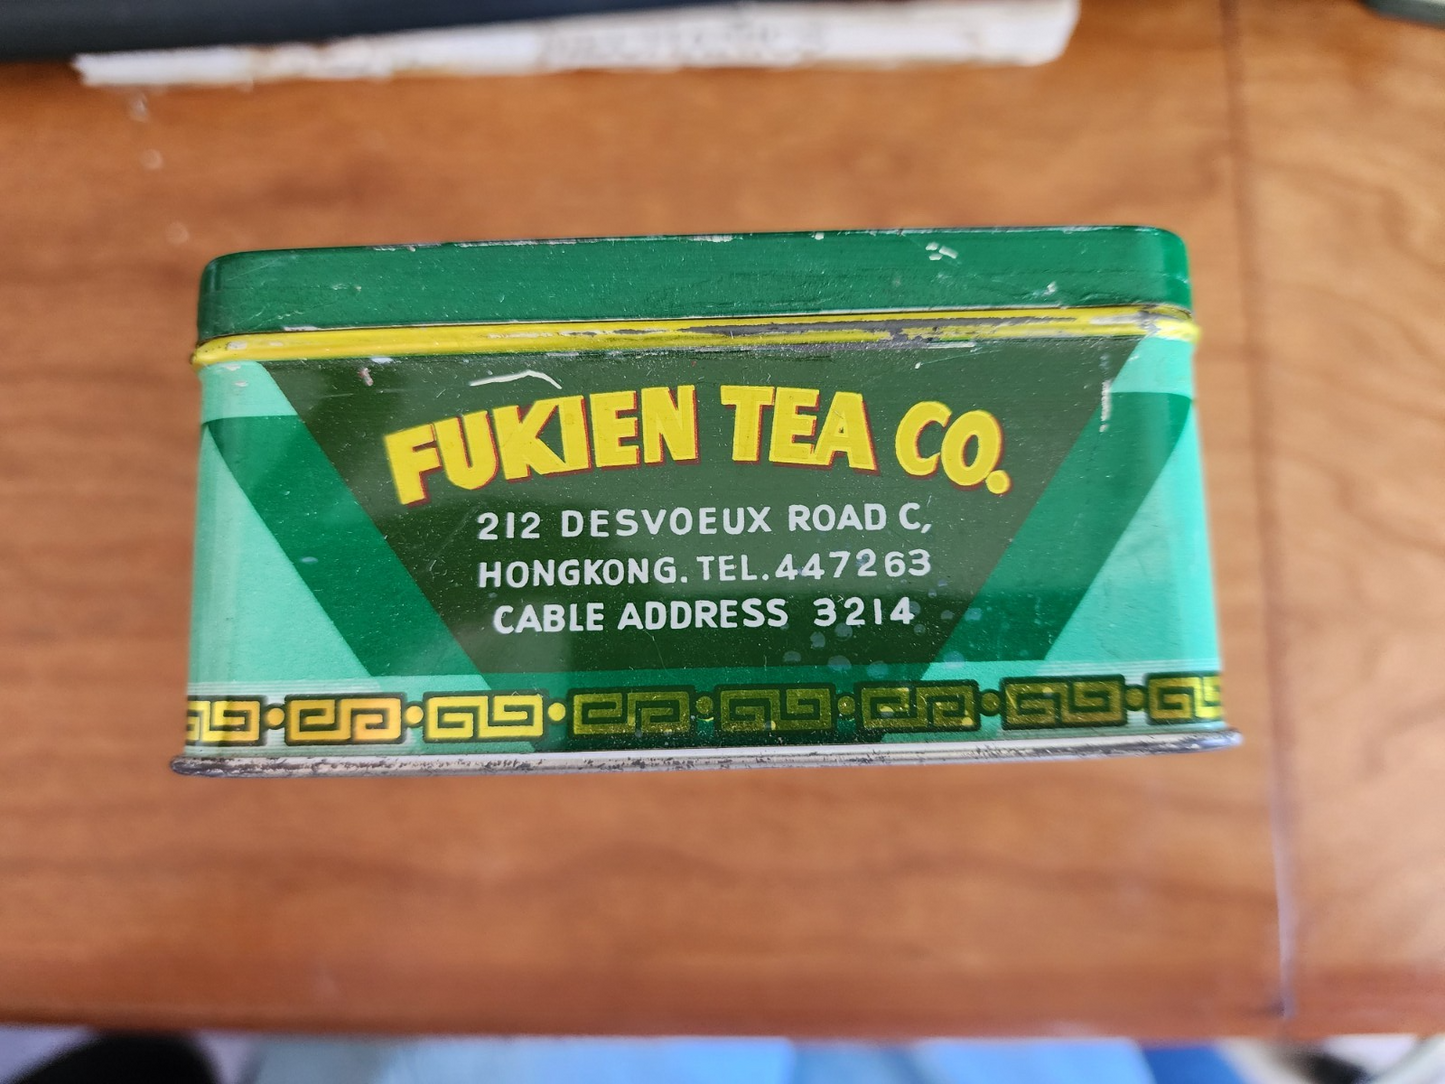 FUKIEN TEA CO.
212 DESVOEUX ROAD C,
HONGKONG. TEL. 447263
CABLE ADDRESS 3214